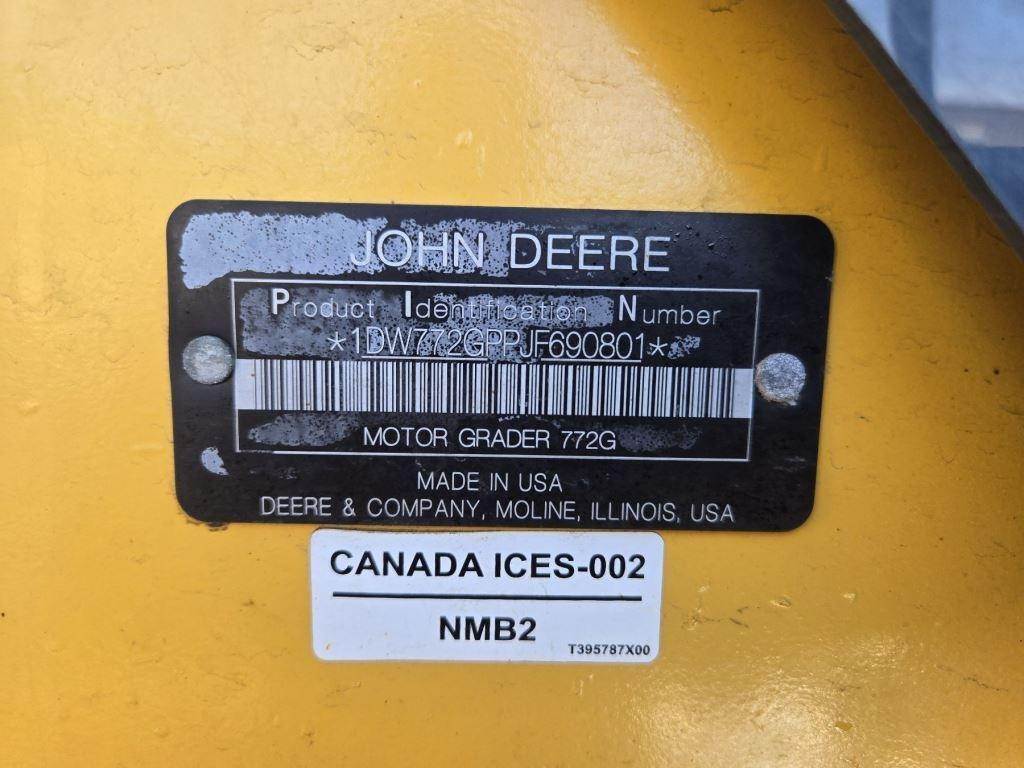 JOHN DEERE
Product Identification Number
*1DW772GPPJF690801*
MOTOR GRADER 772G
MADE IN USA
DEERE & COMPANY, MOLINE, ILLINOIS, USA
CANADA ICES-002
NMB2
T395787X00